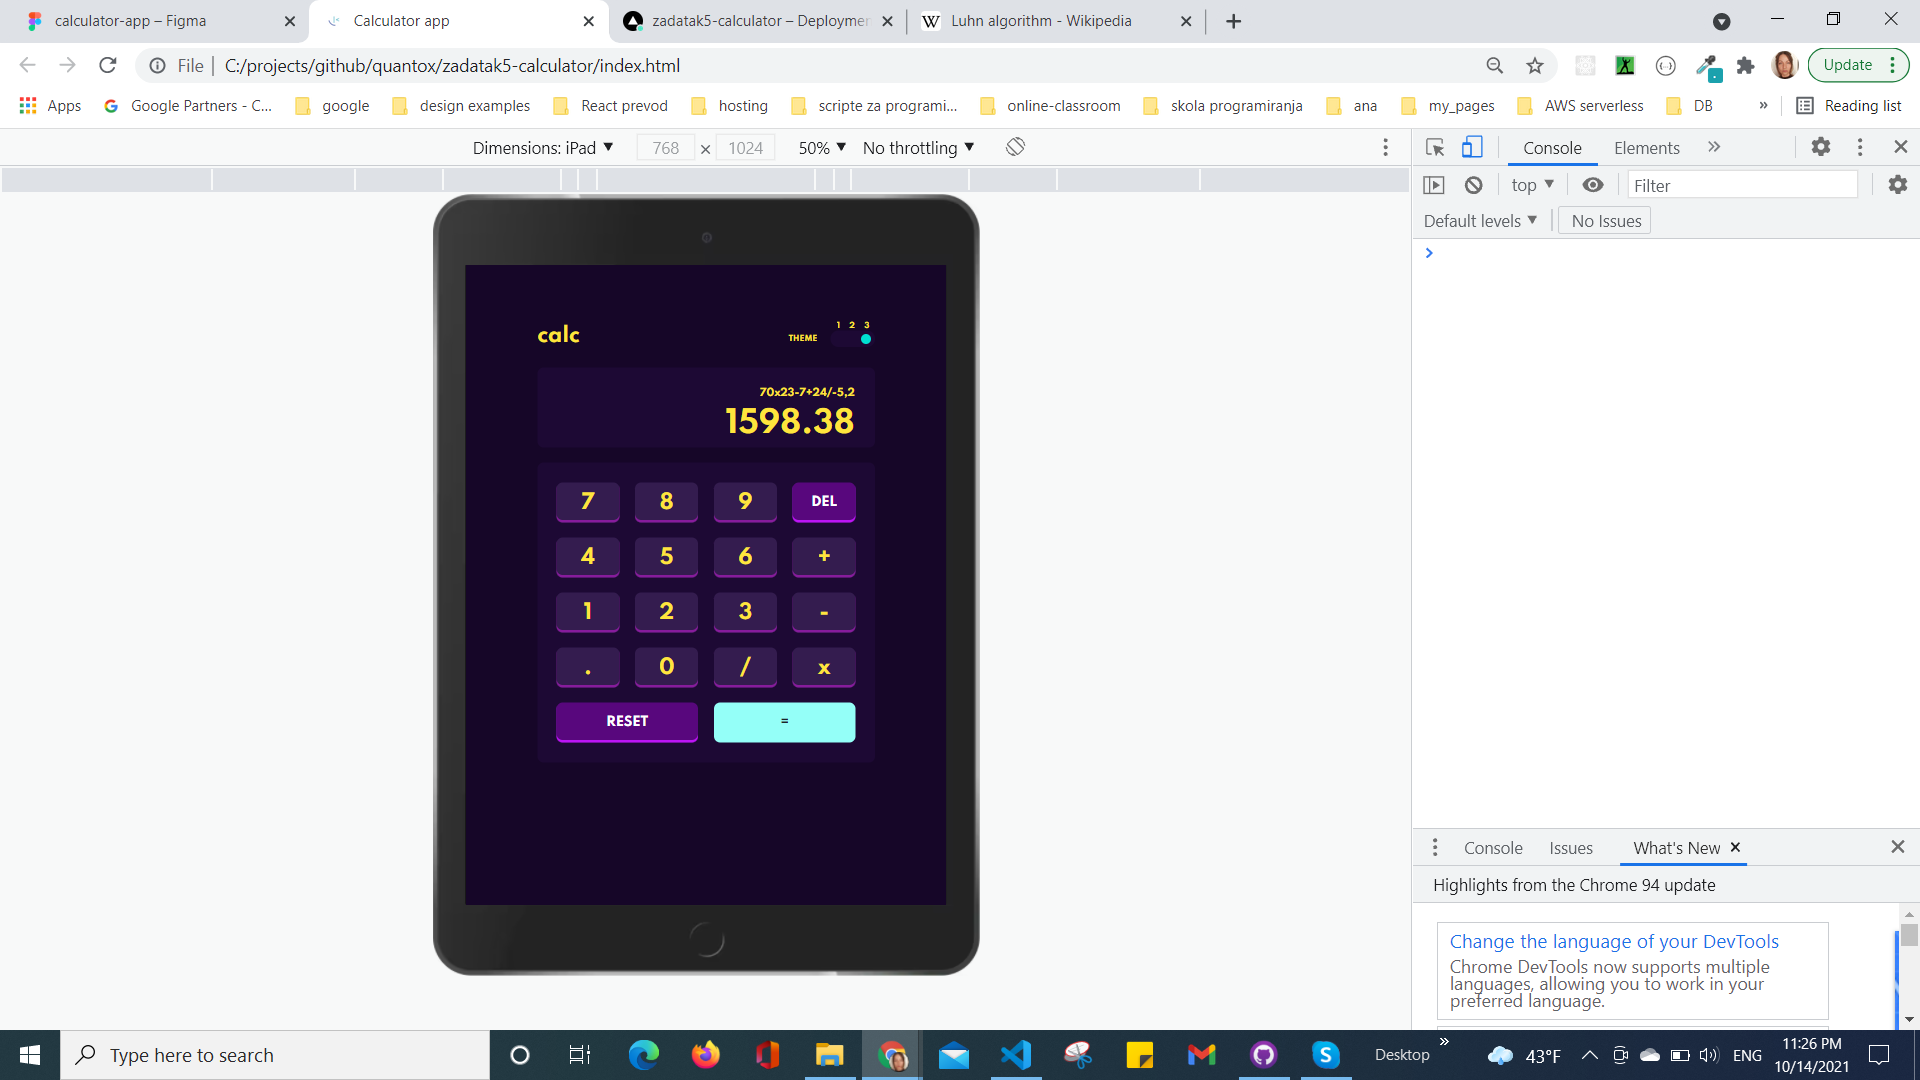 calculator-app – Figma
Calculator app
zadatak5-calculator – Deploymen
W Luhn algorithm - Wikipedia
File | C:/projects/github/quantox/zadatak5-calculator/index.html
Update
Apps
G Google Partners - C...
google
design examples
React prevod
hosting
scripte za programi...
online-classroom
skola programiranja
ana
my_pages
AWS serverless
DB
»
Reading list
Dimensions: iPad
768 × 1024
50%
No throttling
Console
Elements
»
top
Filter
Default levels
No Issues
calc
THEME
1 2 3
70x23-7+24/-5,2
1598.38
7 8 9 DEL
4 5 6 +
1 2 3 -
. 0 / x
RESET =
Console
Issues
What's New
Highlights from the Chrome 94 update
Change the language of your DevTools
Chrome DevTools now supports multiple
languages, allowing you to work in your
preferred language.
Type here to search
Desktop
»
43°F
ENG
11:26 PM
10/14/2021